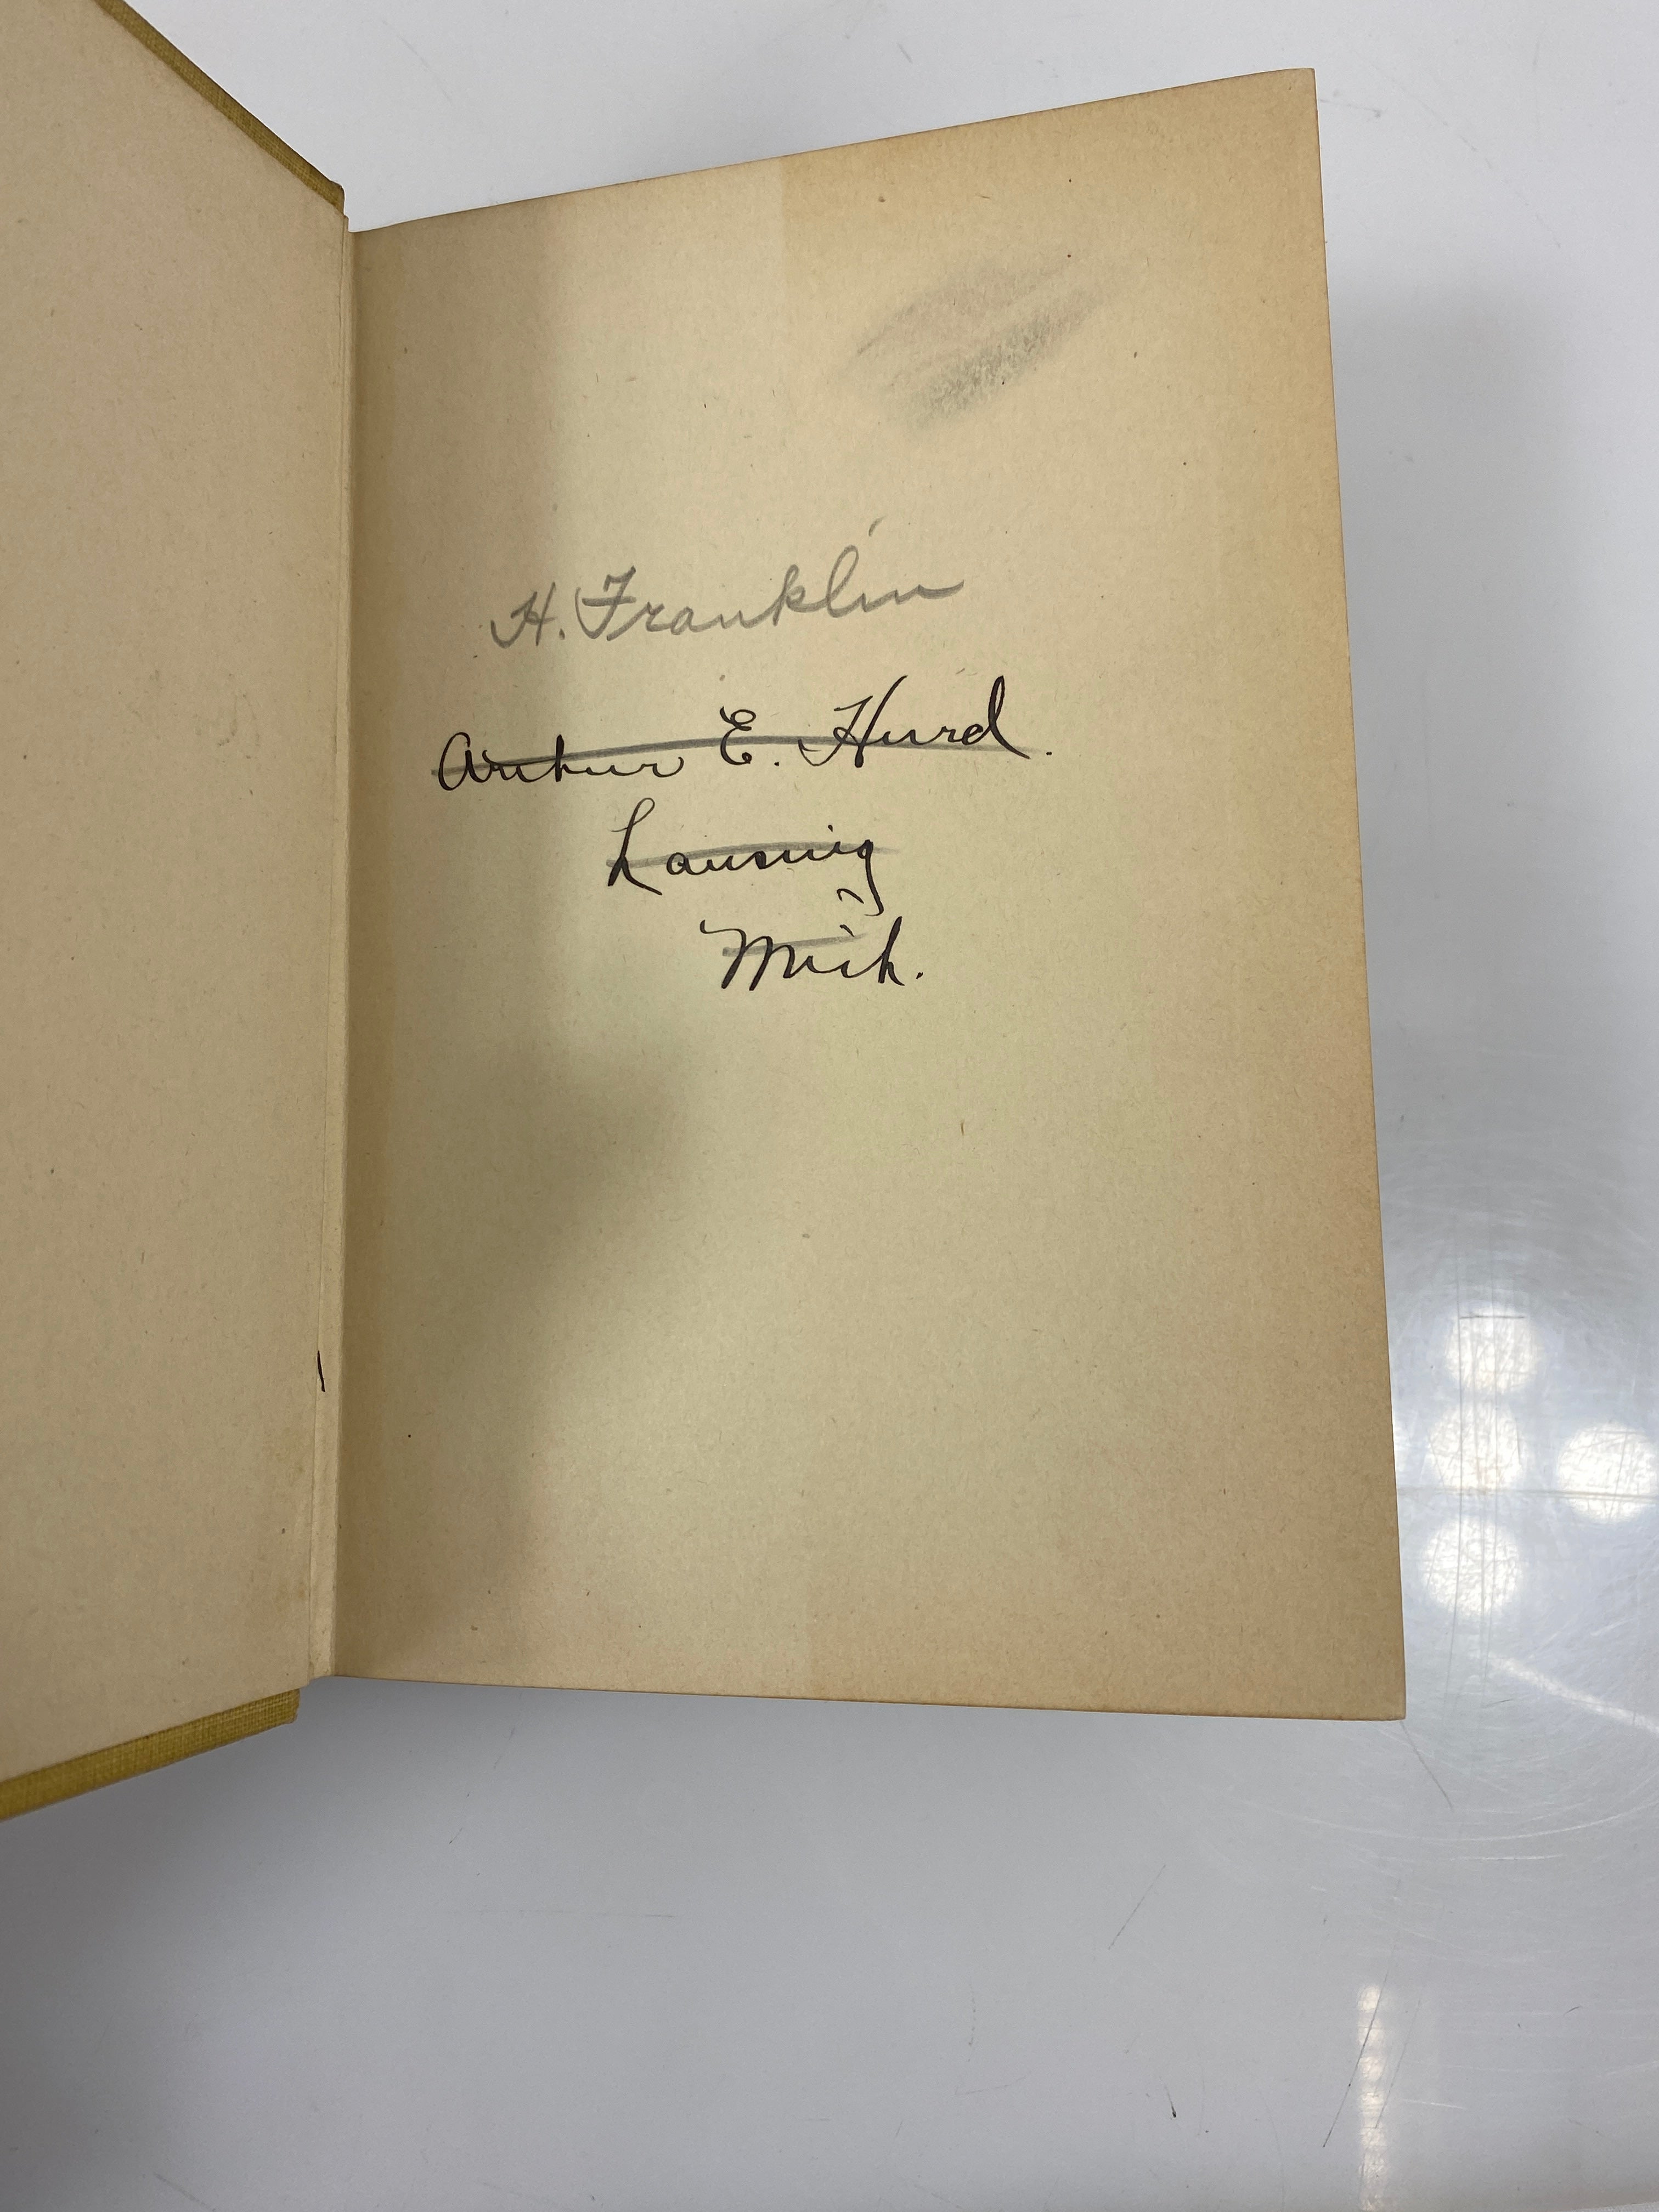 H. Franklin
Arthur E. Hurd.
Lansing
Mich.